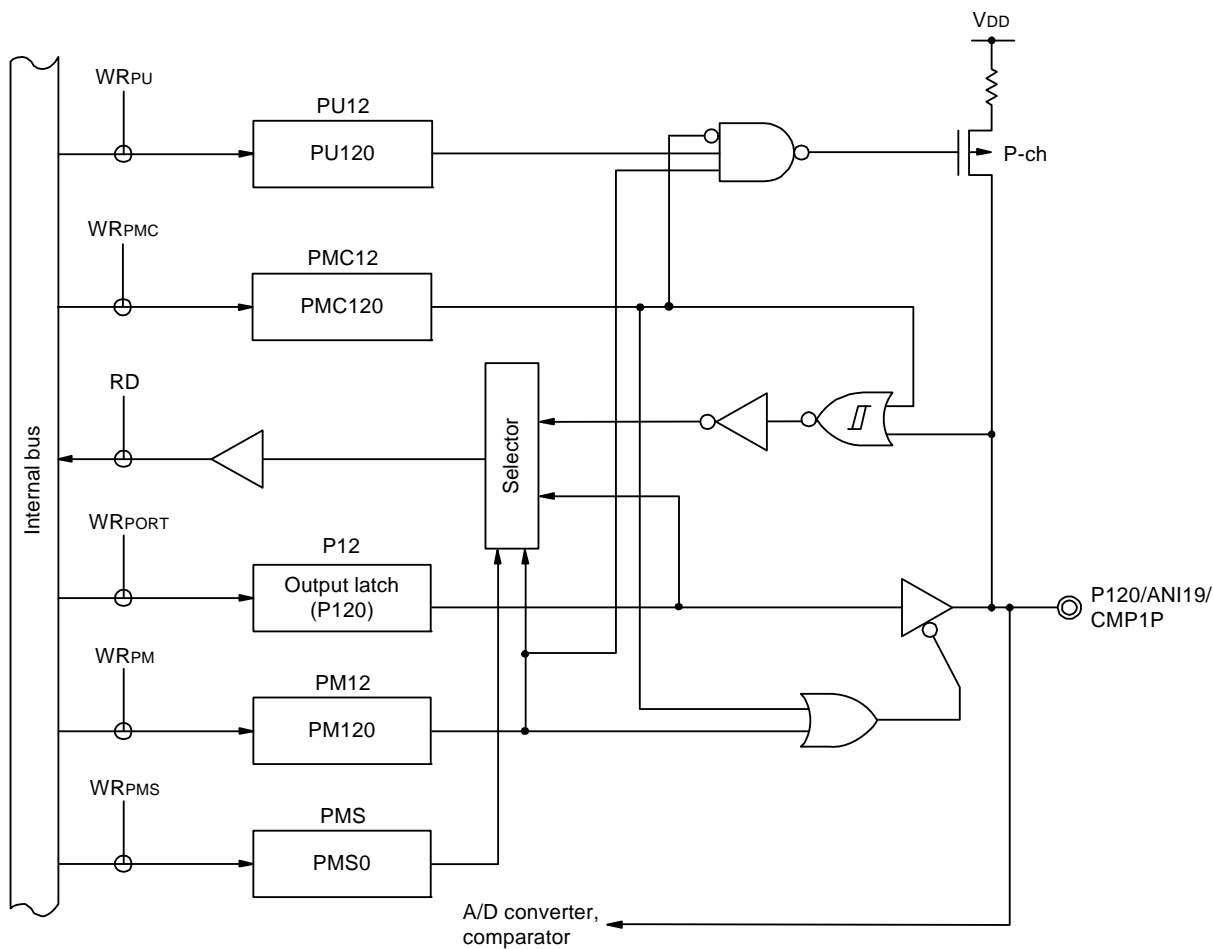 VDD
WRPU
PU12
PU120
P-ch
WRPMC
PMC12
PMC120
RD
Selector
Internal bus
WRPORT
P12
Output latch
(P120)
P120/ANI19/
CMP1P
WRPM
PM12
PM120
WRPMS
PMS
PMS0
A/D converter,
comparator